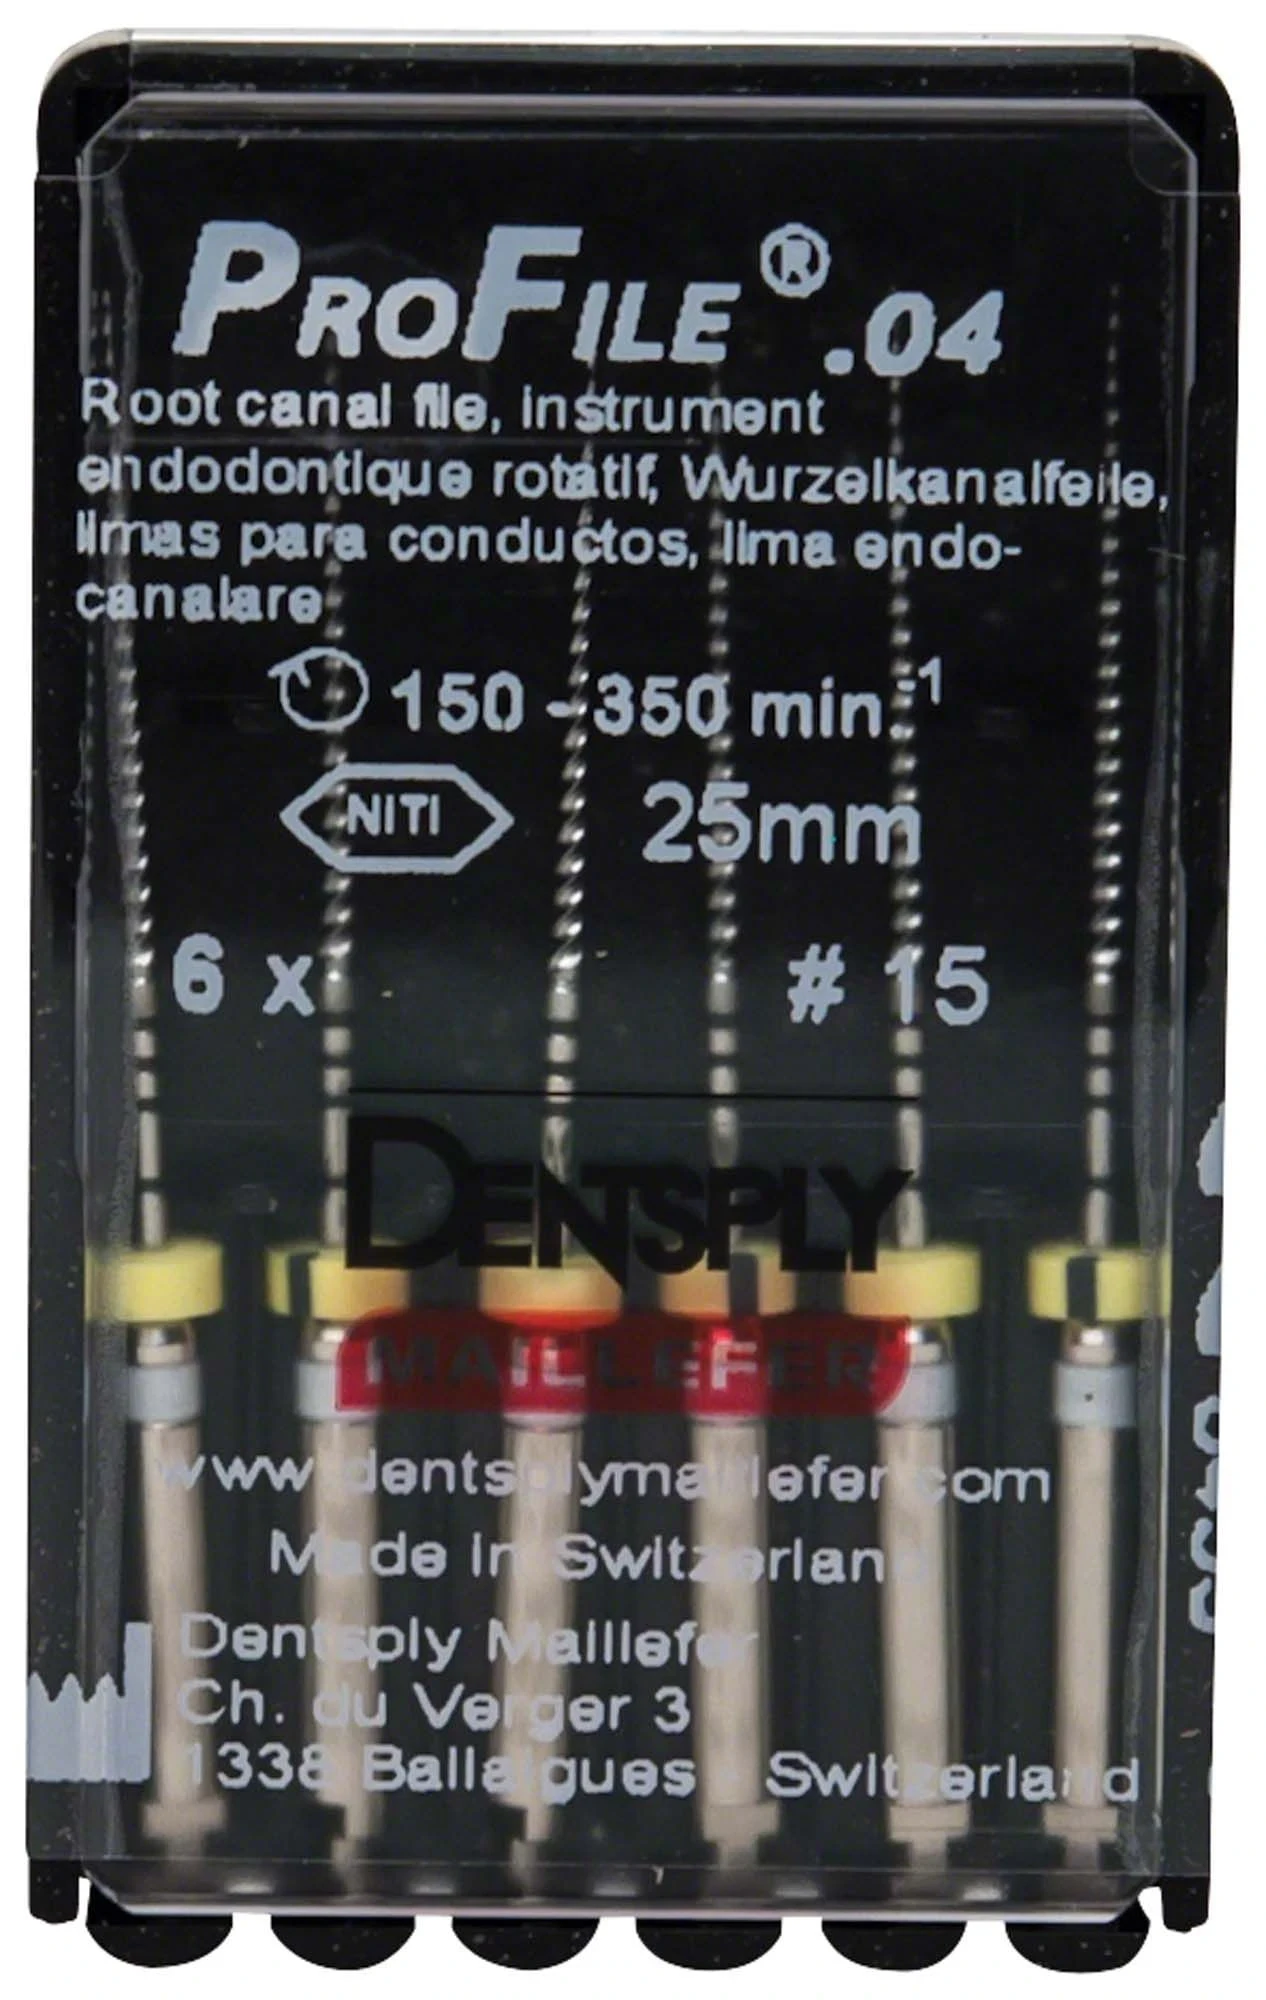 PROFILE® .04
Root canal file, instrument
endodontique rotatif, Wurzelkanalfeile,
limas para conductos, lima endo-
canalare
150 - 350 min.-1
NITI 25mm
6 x # 15
DENTSPLY
MAILLEFER
www.dentsplymaillefer.com
Made in Switzerland
Dentsply Maillefer
Ch. du Verger 3
1338 Ballaigues - Switzerland